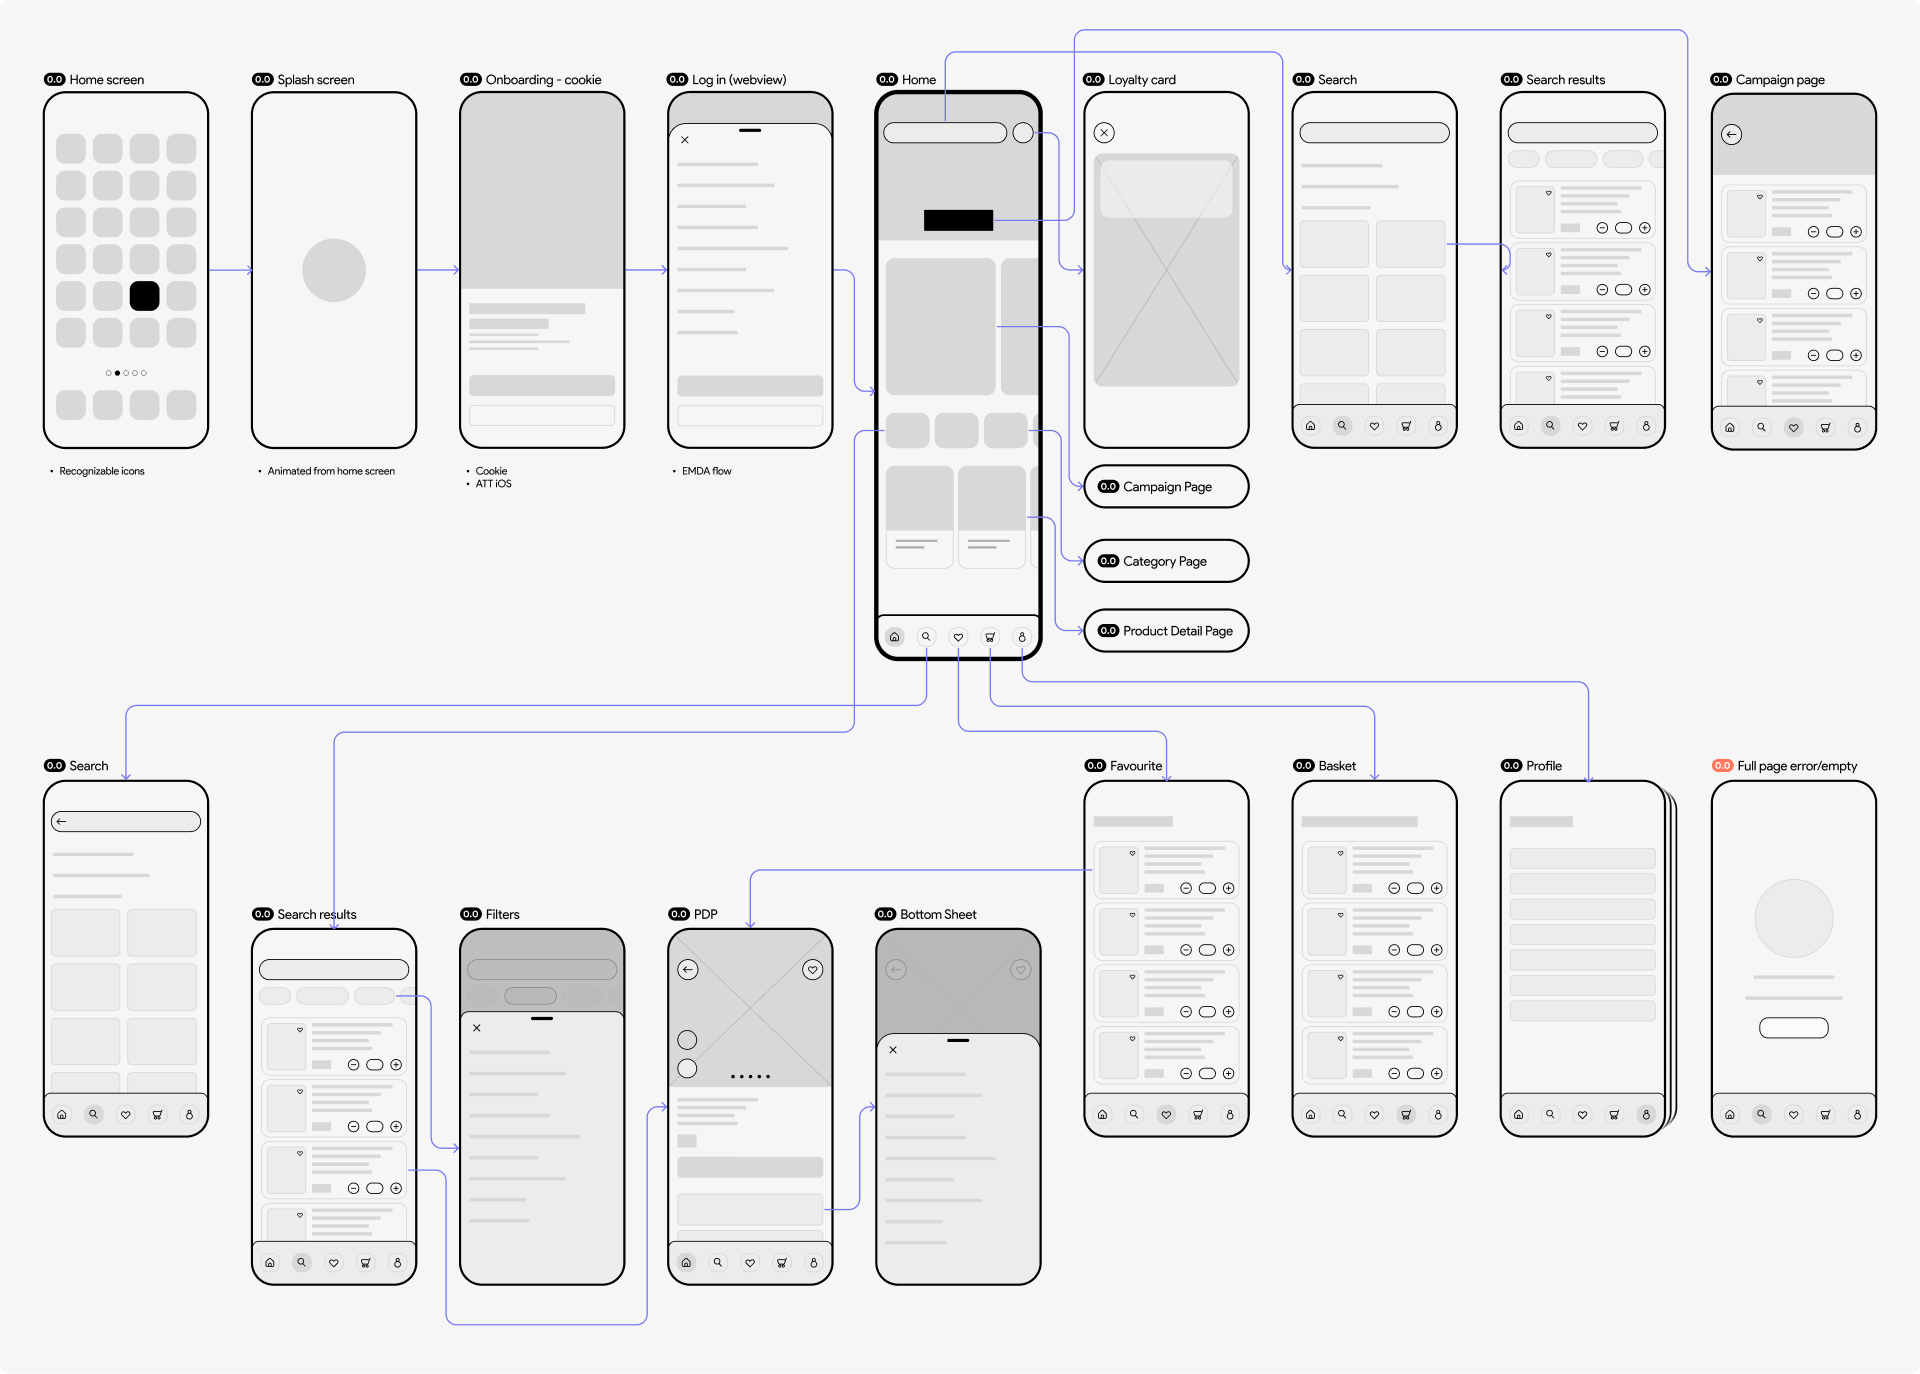 0.0 Home screen
0.0 Splash screen
0.0 Onboarding - cookie
0.0 Log in (webview)
0.0 Home
0.0 Loyalty card
0.0 Search
0.0 Search results
0.0 Campaign page
• Recognizable icons
• Animated from home screen
• Cookie
• ATT iOS
• EMDA flow
0.0 Campaign Page
0.0 Category Page
0.0 Product Detail Page
0.0 Search
0.0 Favourite
0.0 Basket
0.0 Profile
0.0 Full page error/empty
0.0 Search results
0.0 Filters
0.0 PDP
0.0 Bottom Sheet